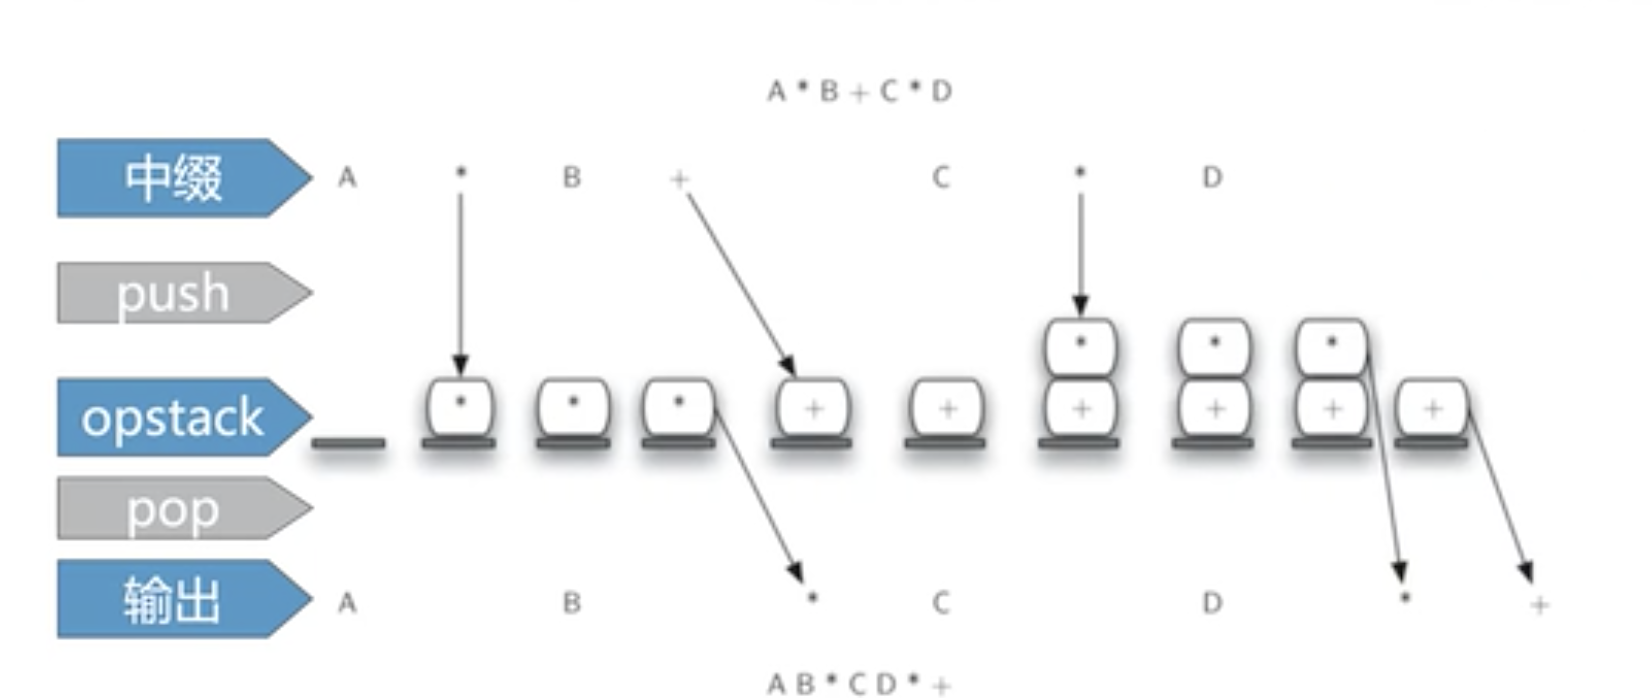 A * B + C * D
中缀 A * B + C * D
push
* * *
opstack * * * + + + + + +
pop
输出 A B * C D * +
A B * C D * +